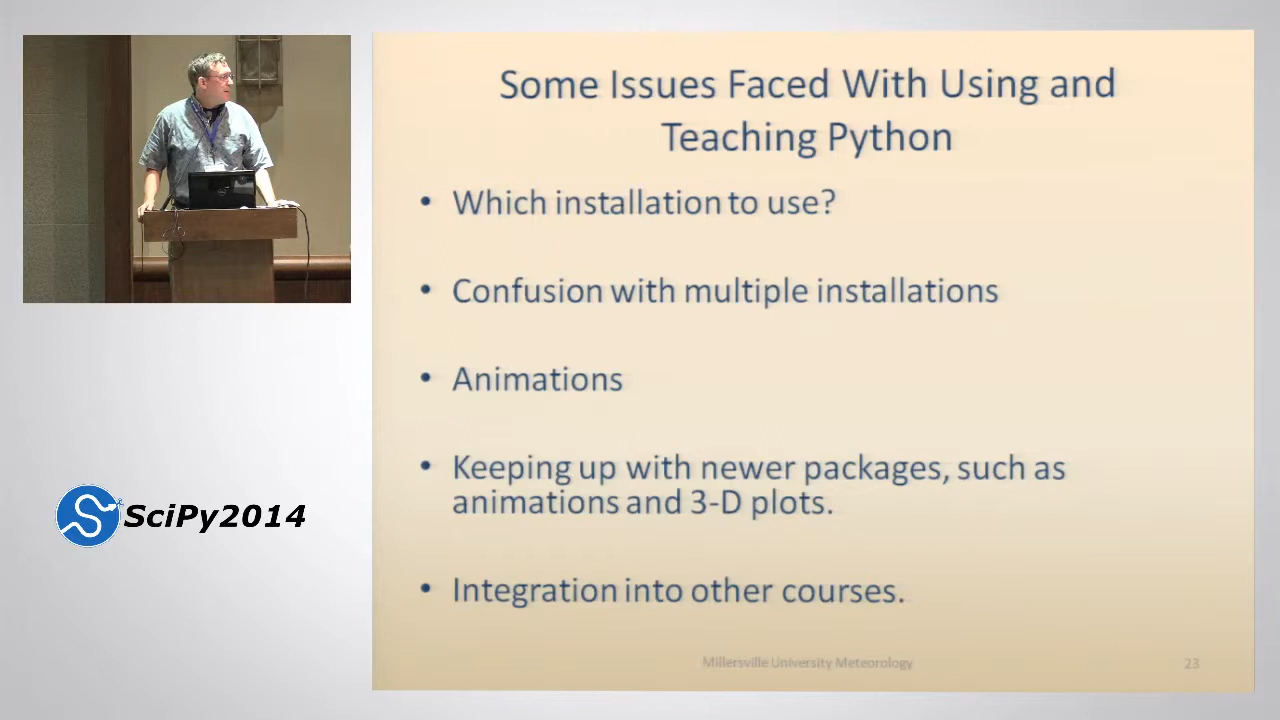 Some Issues Faced With Using and
Teaching Python
• Which installation to use?
• Confusion with multiple installations
• Animations
• Keeping up with newer packages, such as
animations and 3-D plots.
• Integration into other courses.
Millersville University Meteorology
23
SciPy2014